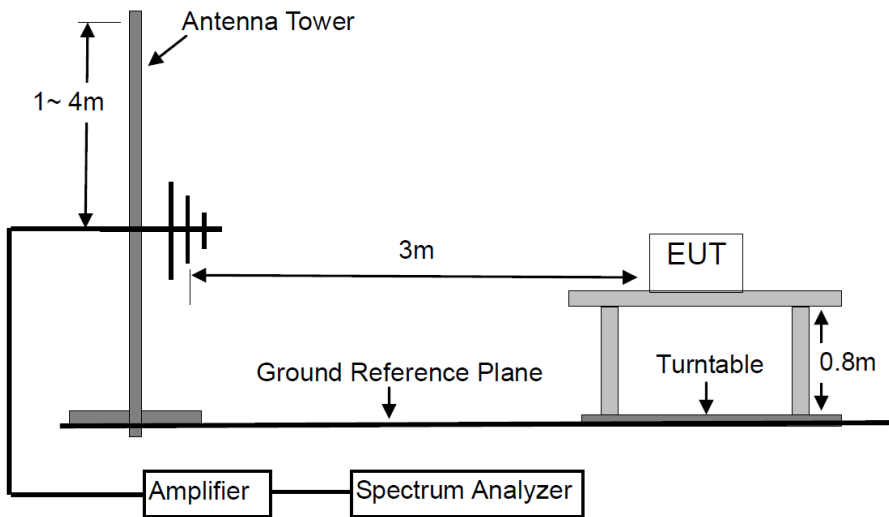 Antenna Tower
1~ 4m
3m
EUT
0.8m
Ground Reference Plane
Turntable
Amplifier
Spectrum Analyzer